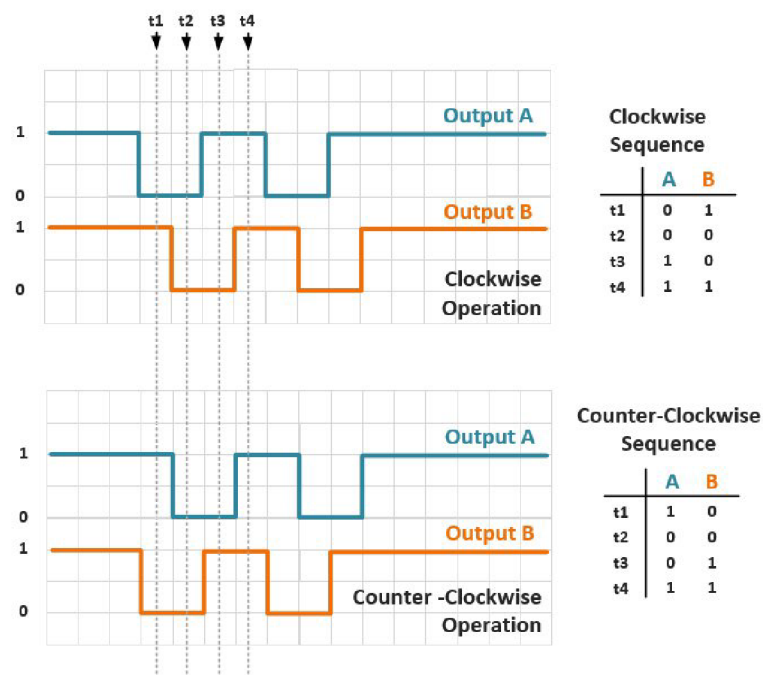 t1 t2 t3 t4
Output A
1
0
Output B
1
0
Clockwise
Operation
Clockwise
Sequence
A B
t1 0 1
t2 0 0
t3 1 0
t4 1 1
Output A
1
0
Output B
1
0
Counter -Clockwise
Operation
Counter-Clockwise
Sequence
A B
t1 1 0
t2 0 0
t3 0 1
t4 1 1